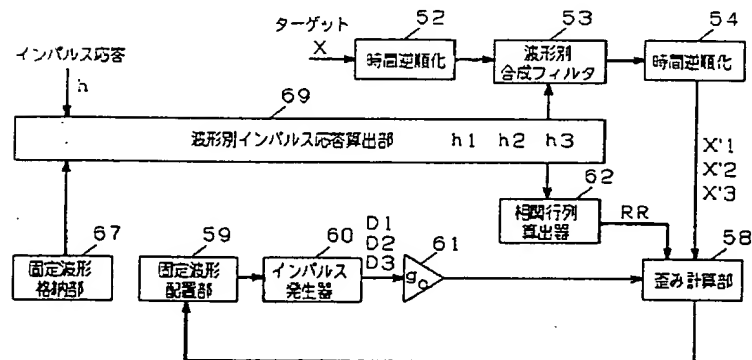 ターゲット
X
52
時間逆順化
53
波形別
合成フィルタ
54
時間逆順化
インパルス応答
h
69
波形別インパルス応答算出部 h1 h2 h3
X'1
X'2
X'3
62
相関行列
算出器
RR
67
固定波形
格納部
59
固定波形
配置部
60
インパルス
発生器
D1
D2
D3
61
gc
58
歪み計算部